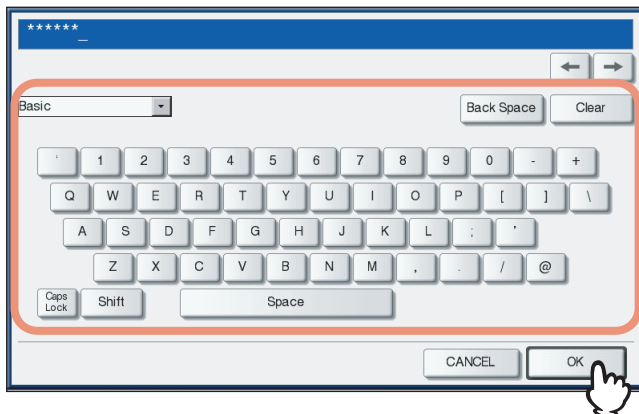 ******_
← →
Basic Back Space Clear
‘ 1 2 3 4 5 6 7 8 9 0 - +
Q W E R T Y U I O P [ ] \
A S D F G H J K L ; '
Z X C V B N M , . / @
Caps Lock Shift Space
CANCEL OK